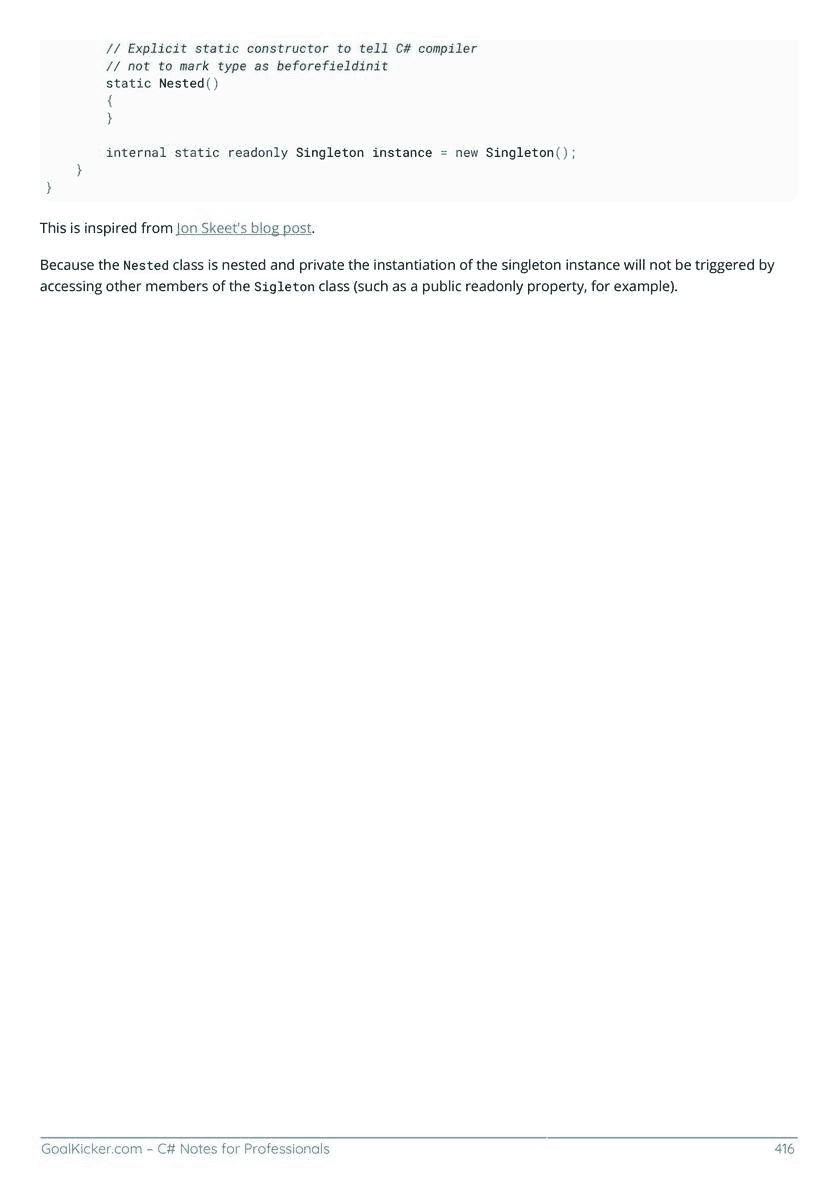 // Explicit static constructor to tell C# compiler
// not to mark type as beforefieldinit
static Nested()
{
}
internal static readonly Singleton instance = new Singleton();
}
}
This is inspired from Jon Skeet's blog post.
Because the Nested class is nested and private the instantiation of the singleton instance will not be triggered by
accessing other members of the Sigleton class (such as a public readonly property, for example).
GoalKicker.com – C# Notes for Professionals 416